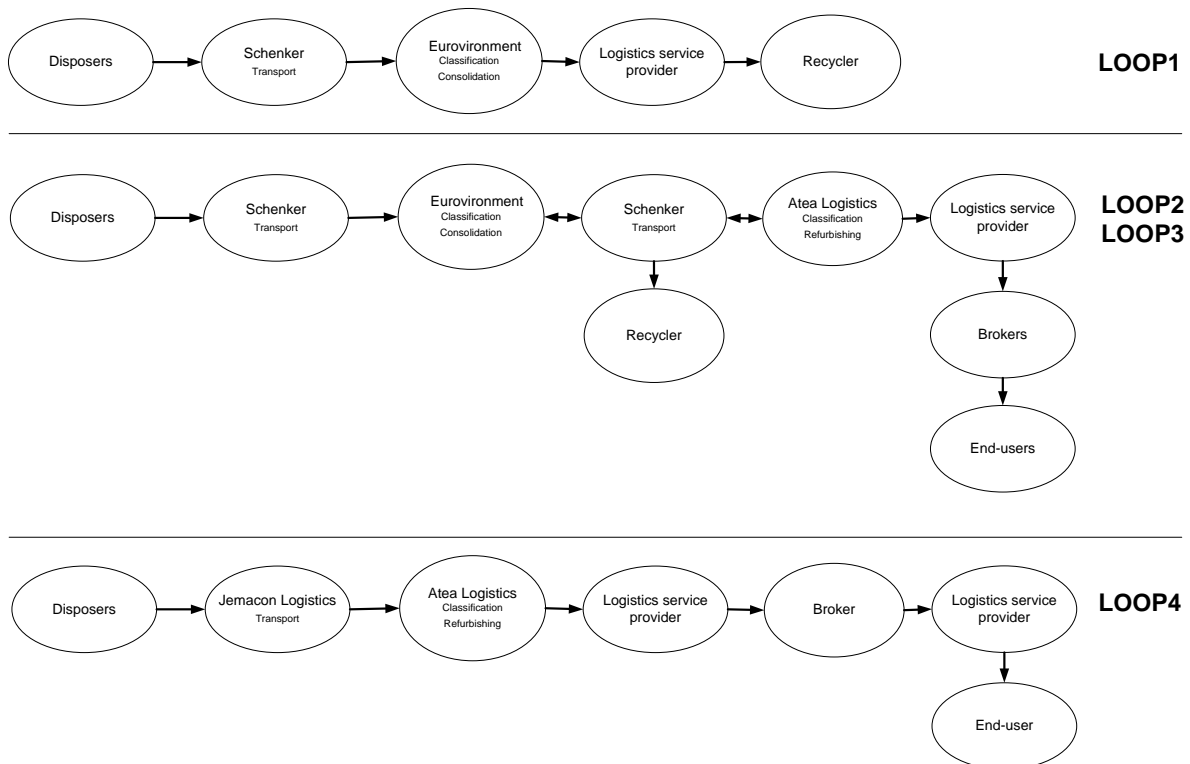 Disposers
Schenker
Transport
Eurovironment
Classification
Consolidation
Logistics service
provider
Recycler
LOOP1
Disposers
Schenker
Transport
Eurovironment
Classification
Consolidation
Schenker
Transport
Atea Logistics
Classification
Refurbishing
Logistics service
provider
LOOP2
LOOP3
Recycler
Brokers
End-users
Disposers
Jemacon Logistics
Transport
Atea Logistics
Classification
Refurbishing
Logistics service
provider
Broker
Logistics service
provider
LOOP4
End-user